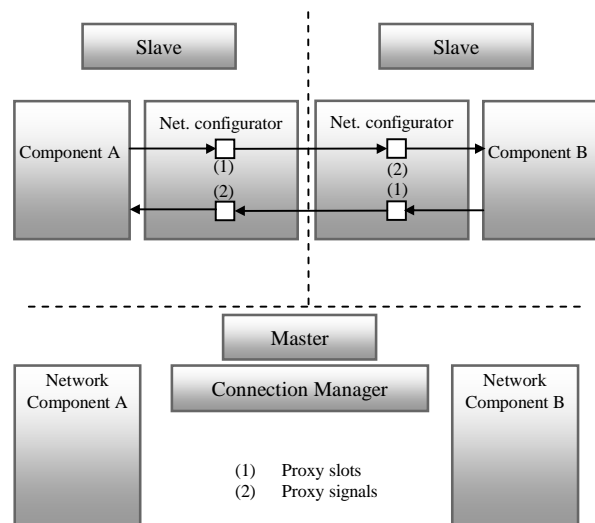 Slave
Slave
Net. configurator
Net. configurator
Component A
Component B
(1)
(2)
(2)
(1)
Master
Network
Component A
Connection Manager
Network
Component B
(1) Proxy slots
(2) Proxy signals